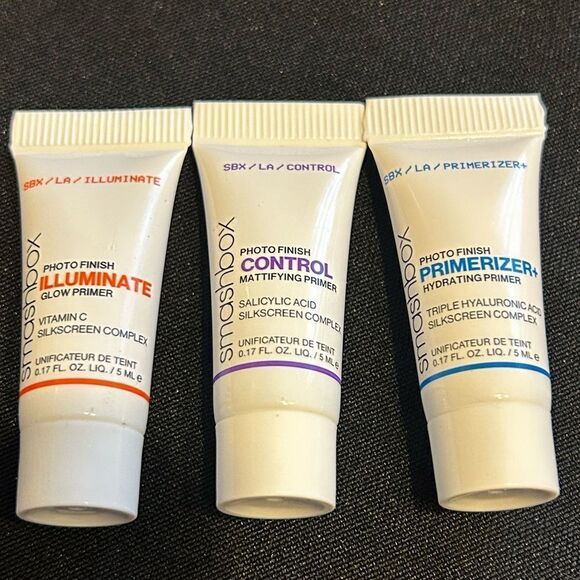 SBX/LA/ILLUMINATE
smashbox
PHOTO FINISH
ILLUMINATE
GLOW PRIMER
VITAMIN C
SILKSCREEN COMPLEX
UNIFICATEUR DE TEINT
0.17 FL. OZ. LIQ. / 5 ML e
SBX/LA/CONTROL
smashbox
PHOTO FINISH
CONTROL
MATTIFYING PRIMER
SALICYLIC ACID
SILKSCREEN COMPLEX
UNIFICATEUR DE TEINT
0.17 FL. OZ. LIQ. / 5 ML e
SBX/LA/PRIMERIZER+
smashbox
PHOTO FINISH
PRIMERIZER+
HYDRATING PRIMER
TRIPLE HYALURONIC ACID
SILKSCREEN COMPLEX
UNIFICATEUR DE TEINT
0.17 FL. OZ. LIQ. / 5 ML e